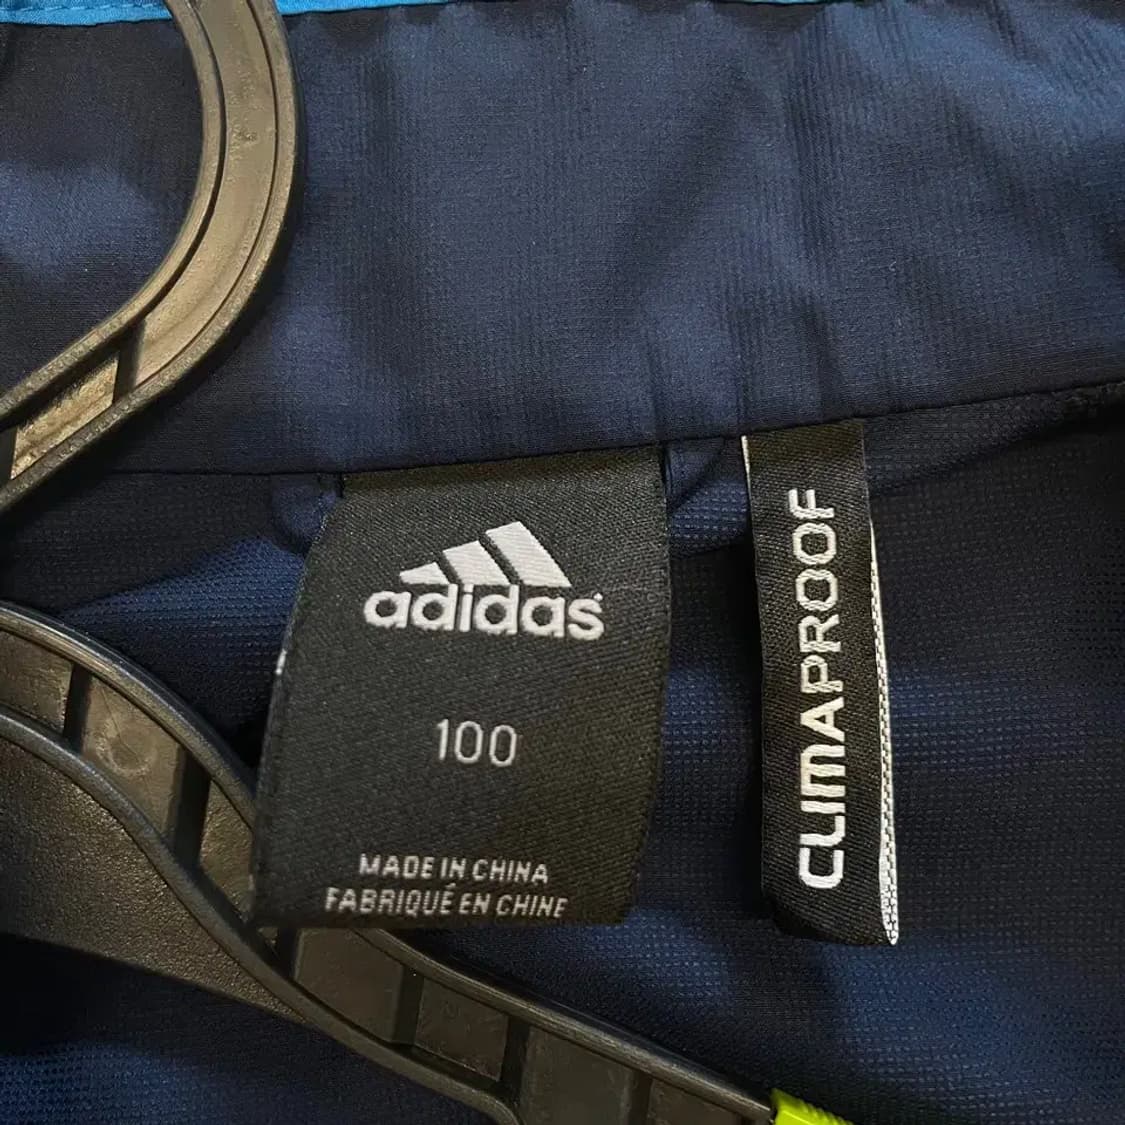 adidas
100
MADE IN CHINA
FABRIQUÉ EN CHINE
CLIMAPROOF